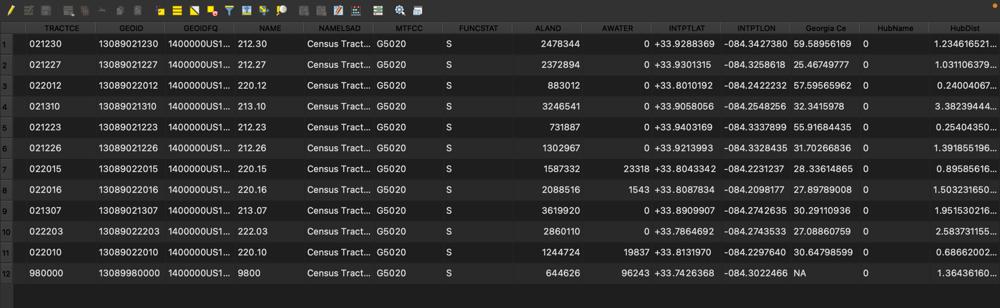 TRACTCE GEOID GEOIDFQ NAME NAMELSAD MTFCC FUNCSTAT ALAND AWATER INTPTLAT INTPTLON Georgia Ce HubName HubDist
1 021230 13089021230 1400000US1... 212.30 Census Tract... G5020 S 2478344 0 +33.9288369 -084.3427380 59.58956169 0 1.234616521...
2 021227 13089021227 1400000US1... 212.27 Census Tract... G5020 S 2372894 0 +33.9301315 -084.3258618 25.46749777 0 1.031106379...
3 022012 13089022012 1400000US1... 220.12 Census Tract... G5020 S 883012 0 +33.8010192 -084.2422232 57.59565962 0 0.24004067...
4 021310 13089021310 1400000US1... 213.10 Census Tract... G5020 S 3246541 0 +33.9058056 -084.2548256 32.3415978 0 3.38239444...
5 021223 13089021223 1400000US1... 212.23 Census Tract... G5020 S 731887 0 +33.9403169 -084.3337899 55.91684435 0 0.25404350...
6 021226 13089021226 1400000US1... 212.26 Census Tract... G5020 S 1302967 0 +33.9213993 -084.3328435 31.70266836 0 1.391855196...
7 022015 13089022015 1400000US1... 220.15 Census Tract... G5020 S 1587332 23318 +33.8043342 -084.2231237 28.33614865 0 0.89585616...
8 022016 13089022016 1400000US1... 220.16 Census Tract... G5020 S 2088516 1543 +33.8087834 -084.2098177 27.89789008 0 1.503231650...
9 021307 13089021307 1400000US1... 213.07 Census Tract... G5020 S 3619920 0 +33.8909907 -084.2742635 30.29110936 0 1.951530216...
10 022203 13089022203 1400000US1... 222.03 Census Tract... G5020 S 2860110 0 +33.7864692 -084.2743533 27.08860759 0 2.583731155...
11 022010 13089022010 1400000US1... 220.10 Census Tract... G5020 S 1244724 19837 +33.8131970 -084.2297640 30.64798599 0 0.68662002...
12 980000 13089980000 1400000US1... 9800 Census Tract... G5020 S 644626 96243 +33.7426368 -084.3022466 NA 0 1.36436160...